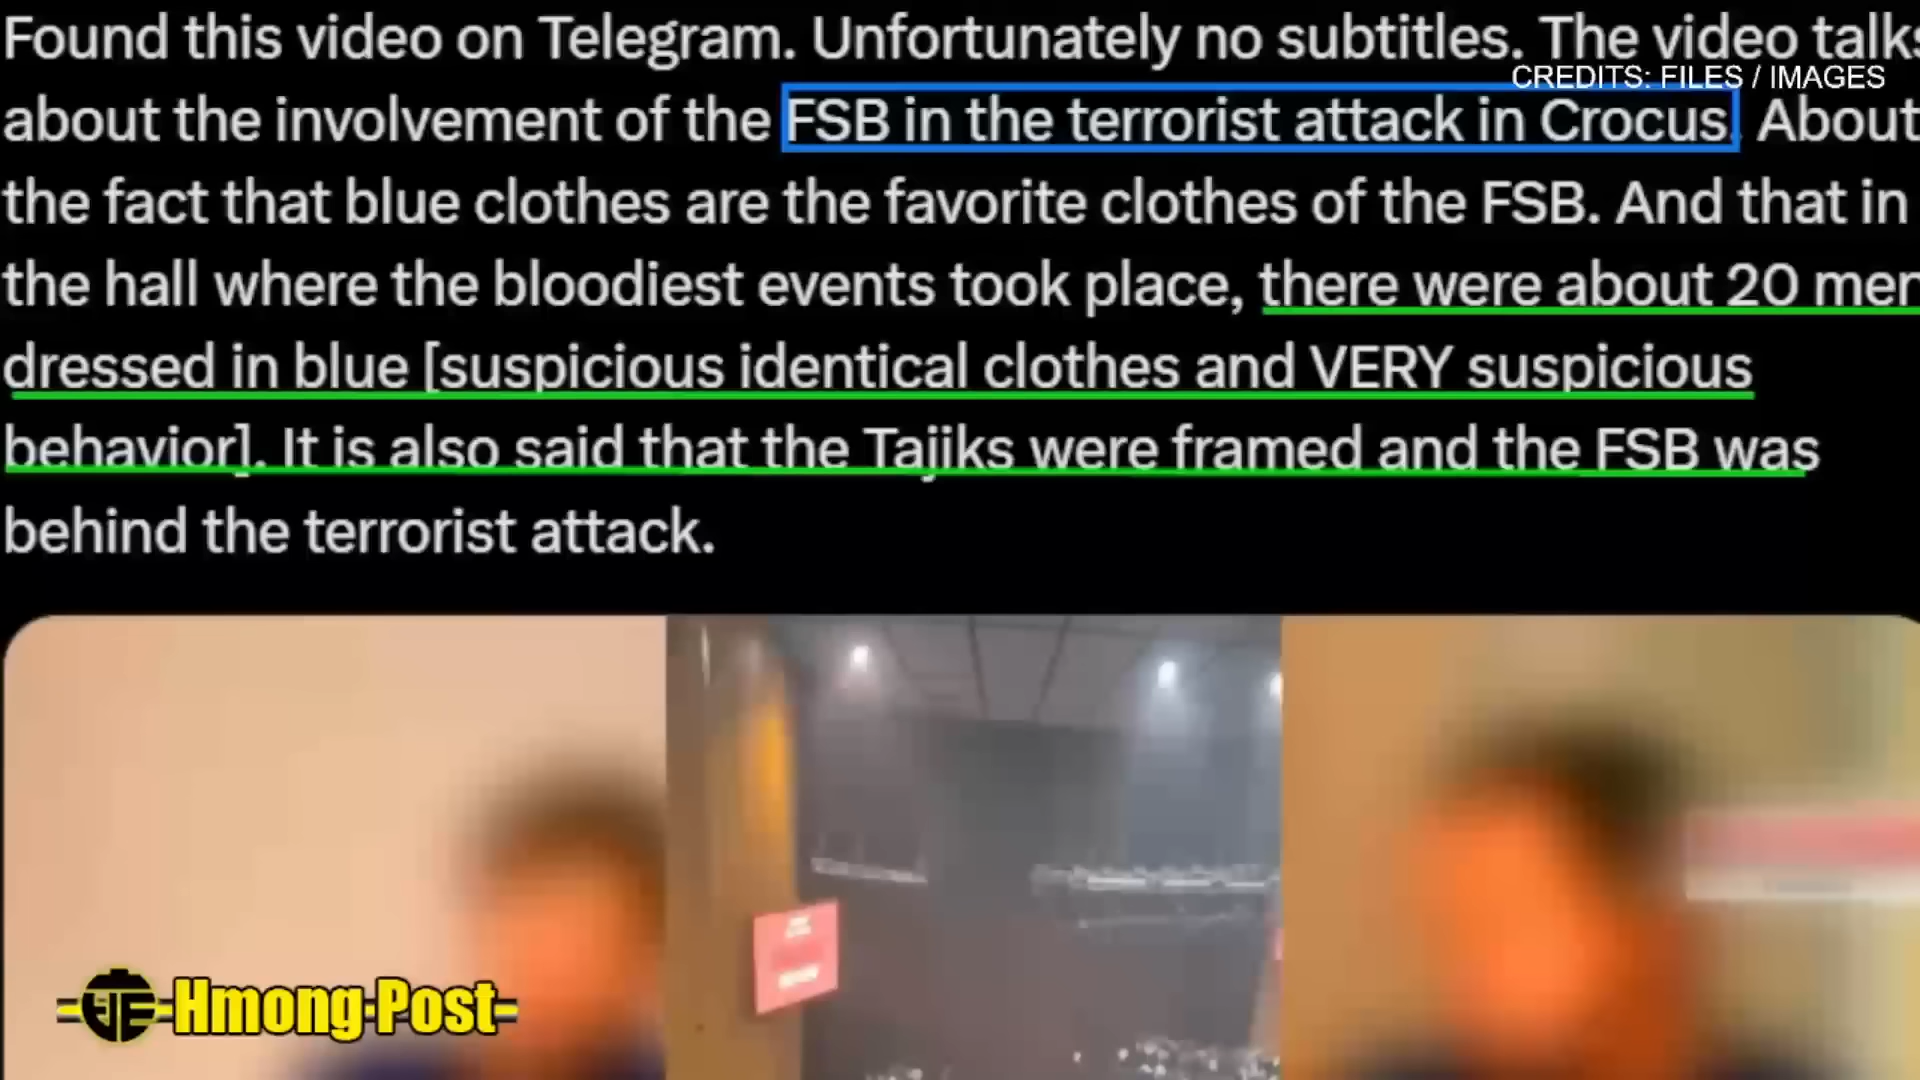 Found this video on Telegram. Unfortunately no subtitles. The video talks
CREDITS: FILES / IMAGES
about the involvement of the FSB in the terrorist attack in Crocus. About
the fact that blue clothes are the favorite clothes of the FSB. And that in
the hall where the bloodiest events took place, there were about 20 men
dressed in blue [suspicious identical clothes and VERY suspicious
behavior]. It is also said that the Tajiks were framed and the FSB was
behind the terrorist attack.
Hmong Post